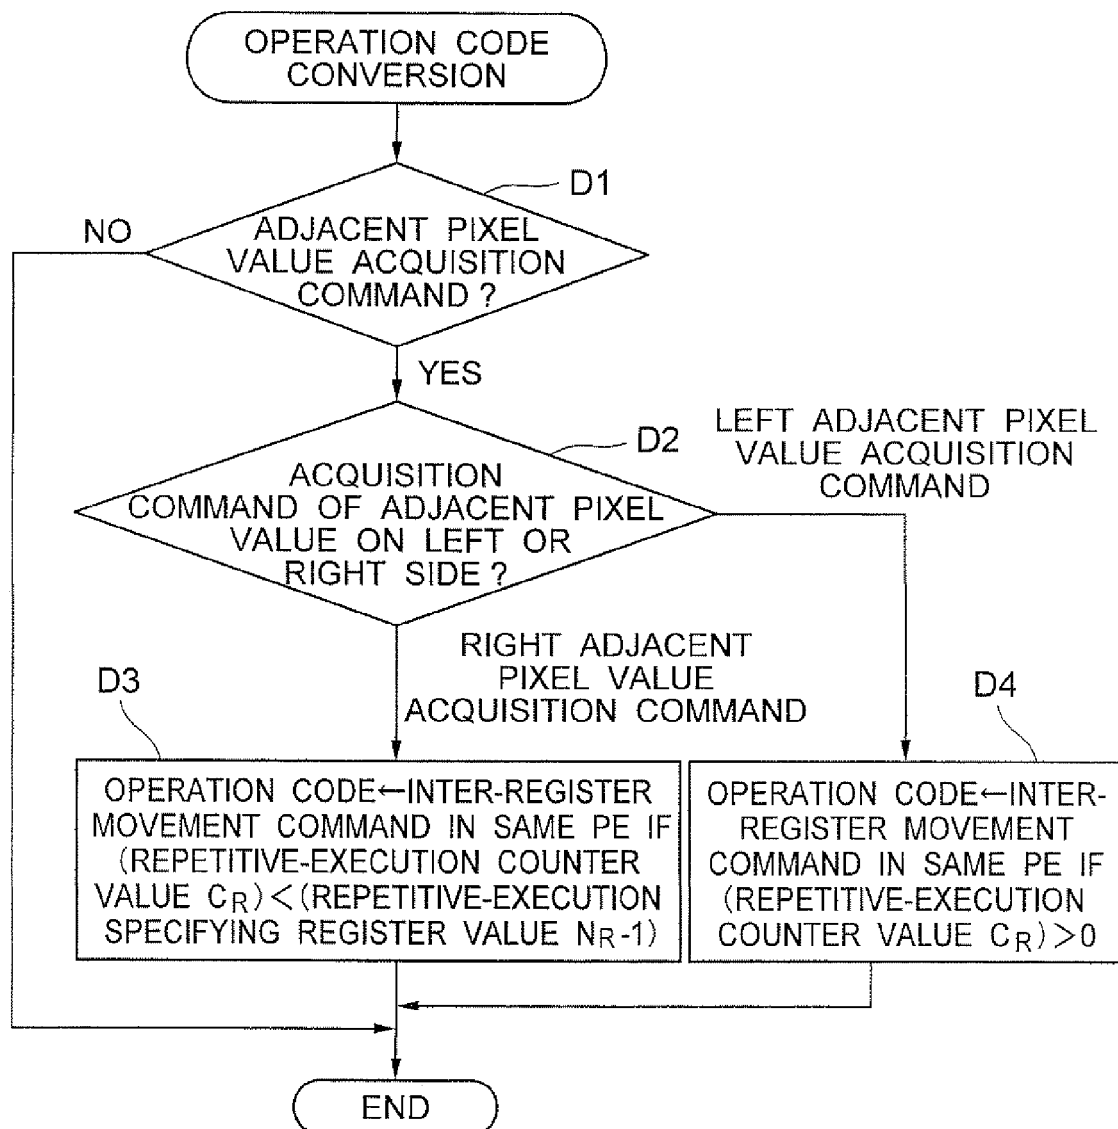 OPERATION CODE
CONVERSION
D1
NO
ADJACENT PIXEL
VALUE ACQUISITION
COMMAND?
YES
D2
LEFT ADJACENT PIXEL
VALUE ACQUISITION
COMMAND
ACQUISITION
COMMAND OF ADJACENT PIXEL
VALUE ON LEFT OR
RIGHT SIDE?
RIGHT ADJACENT
PIXEL VALUE
ACQUISITION COMMAND
D3
D4
OPERATION CODE←INTER-REGISTER
MOVEMENT COMMAND IN SAME PE IF
(REPETITIVE-EXECUTION COUNTER
VALUE CR)<(REPETITIVE-EXECUTION
SPECIFYING REGISTER VALUE NR-1)
OPERATION CODE←INTER-
REGISTER MOVEMENT
COMMAND IN SAME PE IF
(REPETITIVE-EXECUTION
COUNTER VALUE CR)>0
END